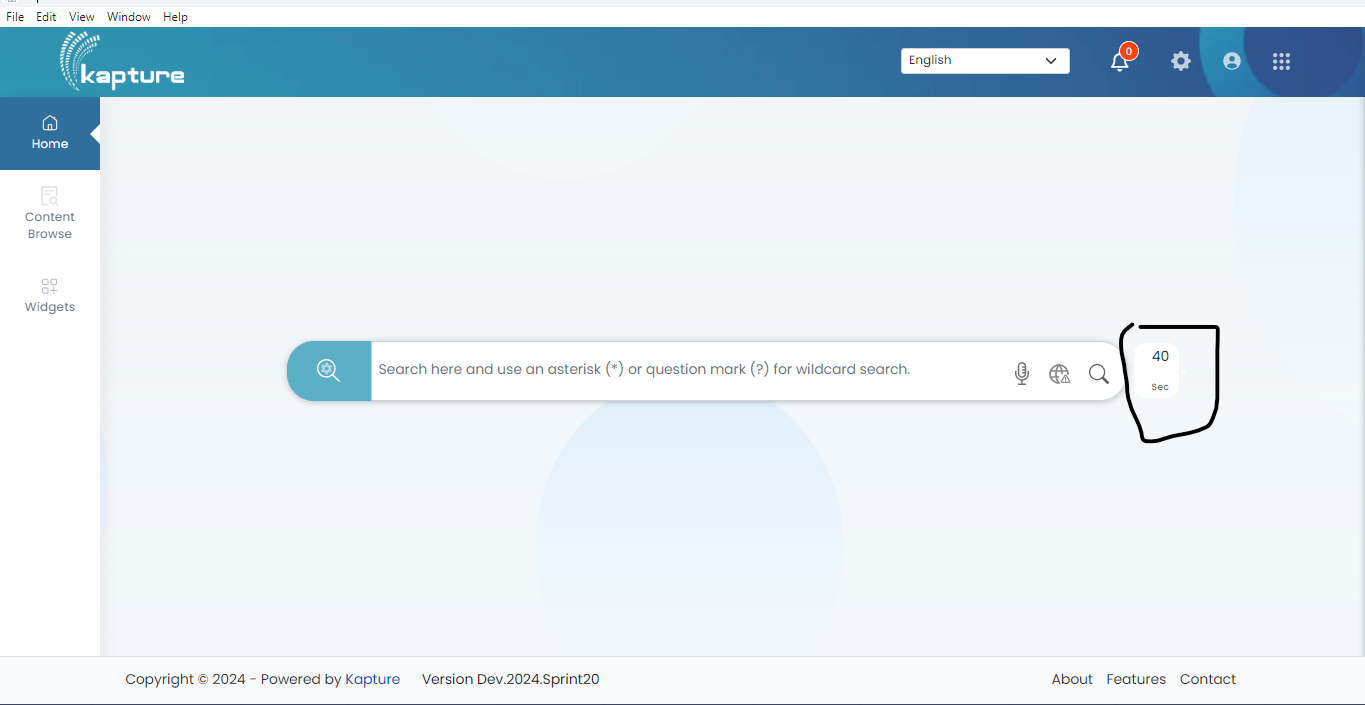 File Edit View Window Help
kapture
English
0
Home
Content
Browse
Widgets
Search here and use an asterisk (*) or question mark (?) for wildcard search.
40
Sec
Copyright © 2024 - Powered by Kapture Version Dev.2024.Sprint20
About Features Contact